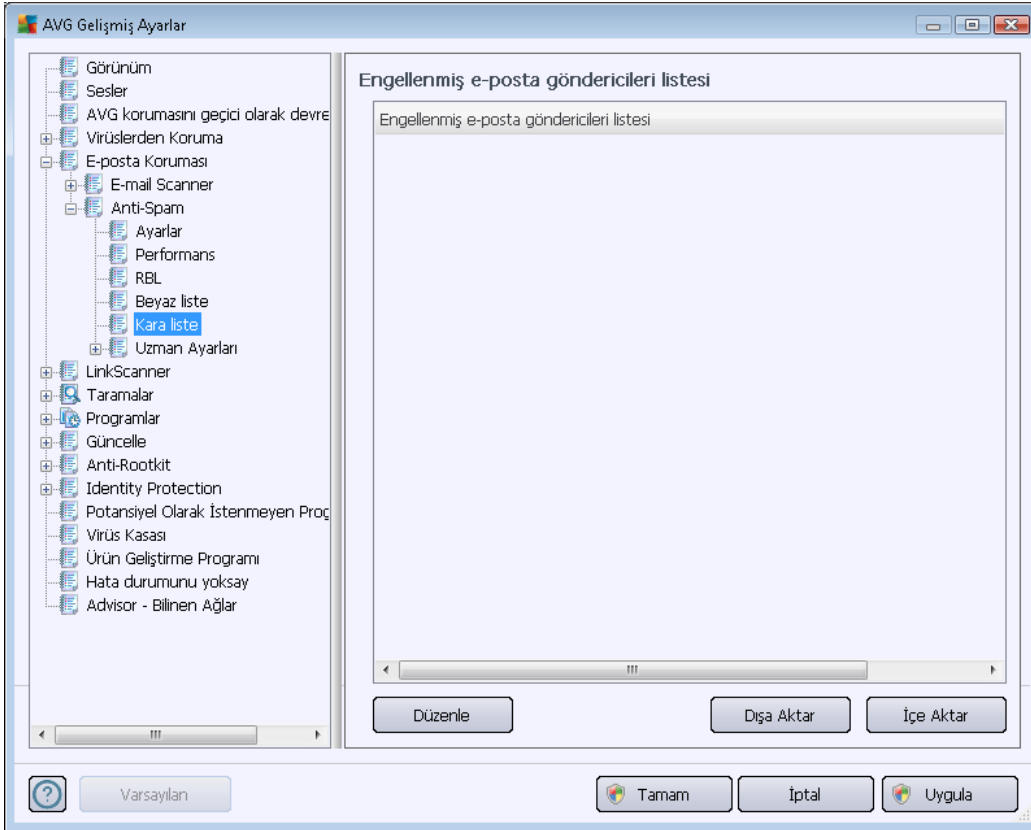 AVG Gelişmiş Ayarlar
Görünüm
Sesler
AVG korumasını geçici olarak devre
Virüslerden Koruma
E-posta Koruması
E-mail Scanner
Anti-Spam
Ayarlar
Performans
RBL
Beyaz liste
Kara liste
Uzman Ayarları
LinkScanner
Taramalar
Programlar
Güncelle
Anti-Rootkit
Identity Protection
Potansiyel Olarak İstenmeyen Prog
Virüs Kasası
Ürün Geliştirme Programı
Hata durumunu yoksay
Advisor - Bilinen Ağlar
Engellenmiş e-posta göndericileri listesi
Engellenmiş e-posta göndericileri listesi
Düzenle
Dışa Aktar
İçe Aktar
Varsayılan
Tamam
İptal
Uygula